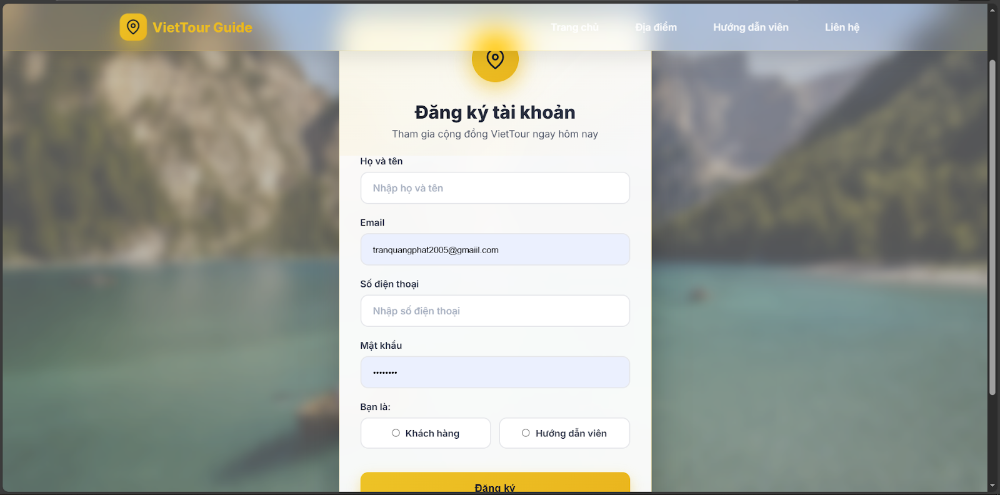 VietTour Guide
Trang chủ
Địa điểm
Hướng dẫn viên
Liên hệ
Đăng ký tài khoản
Tham gia cộng đồng VietTour ngay hôm nay
Họ và tên
Nhập họ và tên
Email
tranquangphat2005@gmaiil.com
Số điện thoại
Nhập số điện thoại
Mật khẩu
••••••••
Bạn là:
Khách hàng
Hướng dẫn viên
Đăng ký